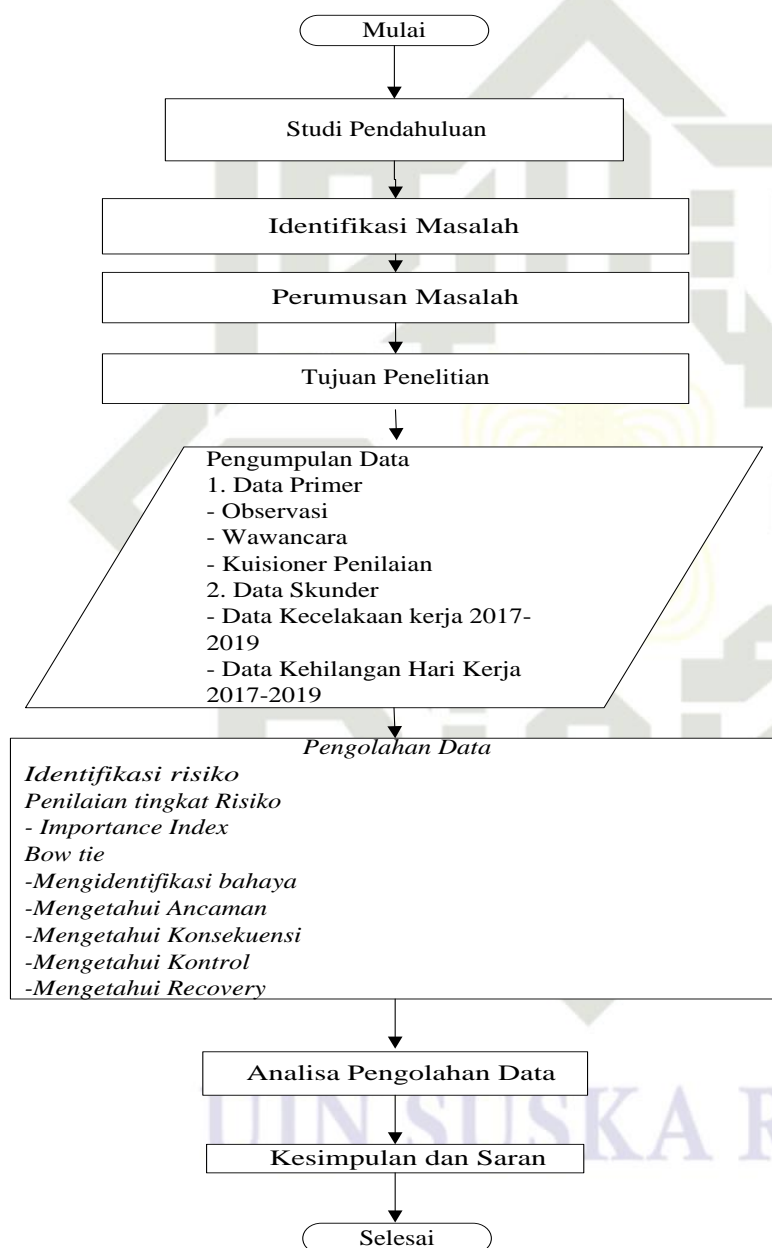 Mulai
Studi Pendahuluan
Identifikasi Masalah
Perumusan Masalah
Tujuan Penelitian
Pengumpulan Data
1. Data Primer
- Observasi
- Wawancara
- Kuisioner Penilaian
2. Data Skunder
- Data Kecelakaan kerja 2017-
2019
- Data Kehilangan Hari Kerja
2017-2019
Pengolahan Data
Identifikasi risiko
Penilaian tingkat Risiko
- Importance Index
Bow tie
-Mengidentifikasi bahaya
-Mengetahui Ancaman
-Mengetahui Konsekuensi
-Mengetahui Kontrol
-Mengetahui Recovery
Analisa Pengolahan Data
UIN SUSKA R
Kesimpulan dan Saran
Selesai